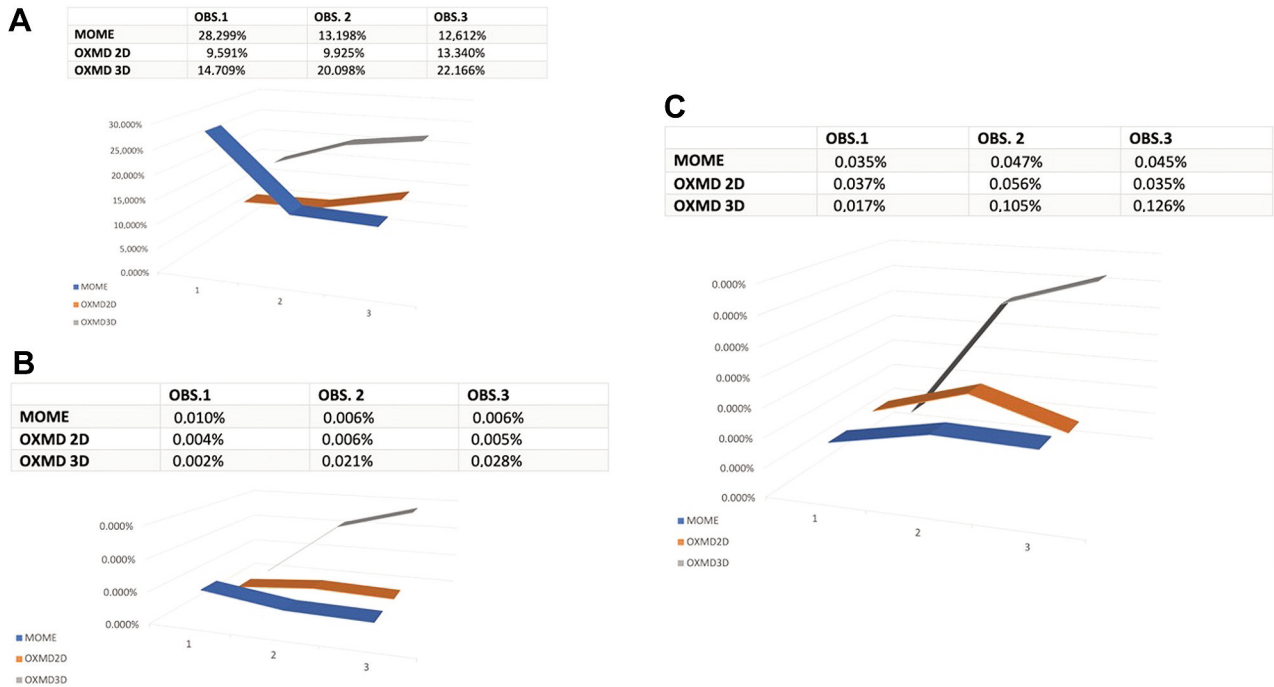 A
OBS.1 OBS. 2 OBS.3
MOME 28,299% 13,198% 12,612%
OXMD 2D 9,591% 9.925% 13.340%
OXMD 3D 14.709% 20.098% 22.166%
30,000%
25,000%
20,000%
15,000%
10,000%
5,000%
0.000%
1
2
3
MOME
OXMD2D
OXMD3D
B
OBS.1 OBS. 2 OBS.3
MOME 0.010% 0.006% 0.006%
OXMD 2D 0.004% 0.006% 0.005%
OXMD 3D 0.002% 0,021% 0,028%
0.000%
0.000%
0.000%
0.000%
1
2
3
MOME
OXMD2D
OXMD3D
C
OBS.1 OBS. 2 OBS.3
MOME 0.035% 0.047% 0.045%
OXMD 2D 0.037% 0.056% 0.035%
OXMD 3D 0,017% 0,105% 0,126%
0.000%
0.000%
0.000%
0.000%
0.000%
0.000%
0.000%
0.000%
1
2
3
MOME
OXMD2D
OXMD3D